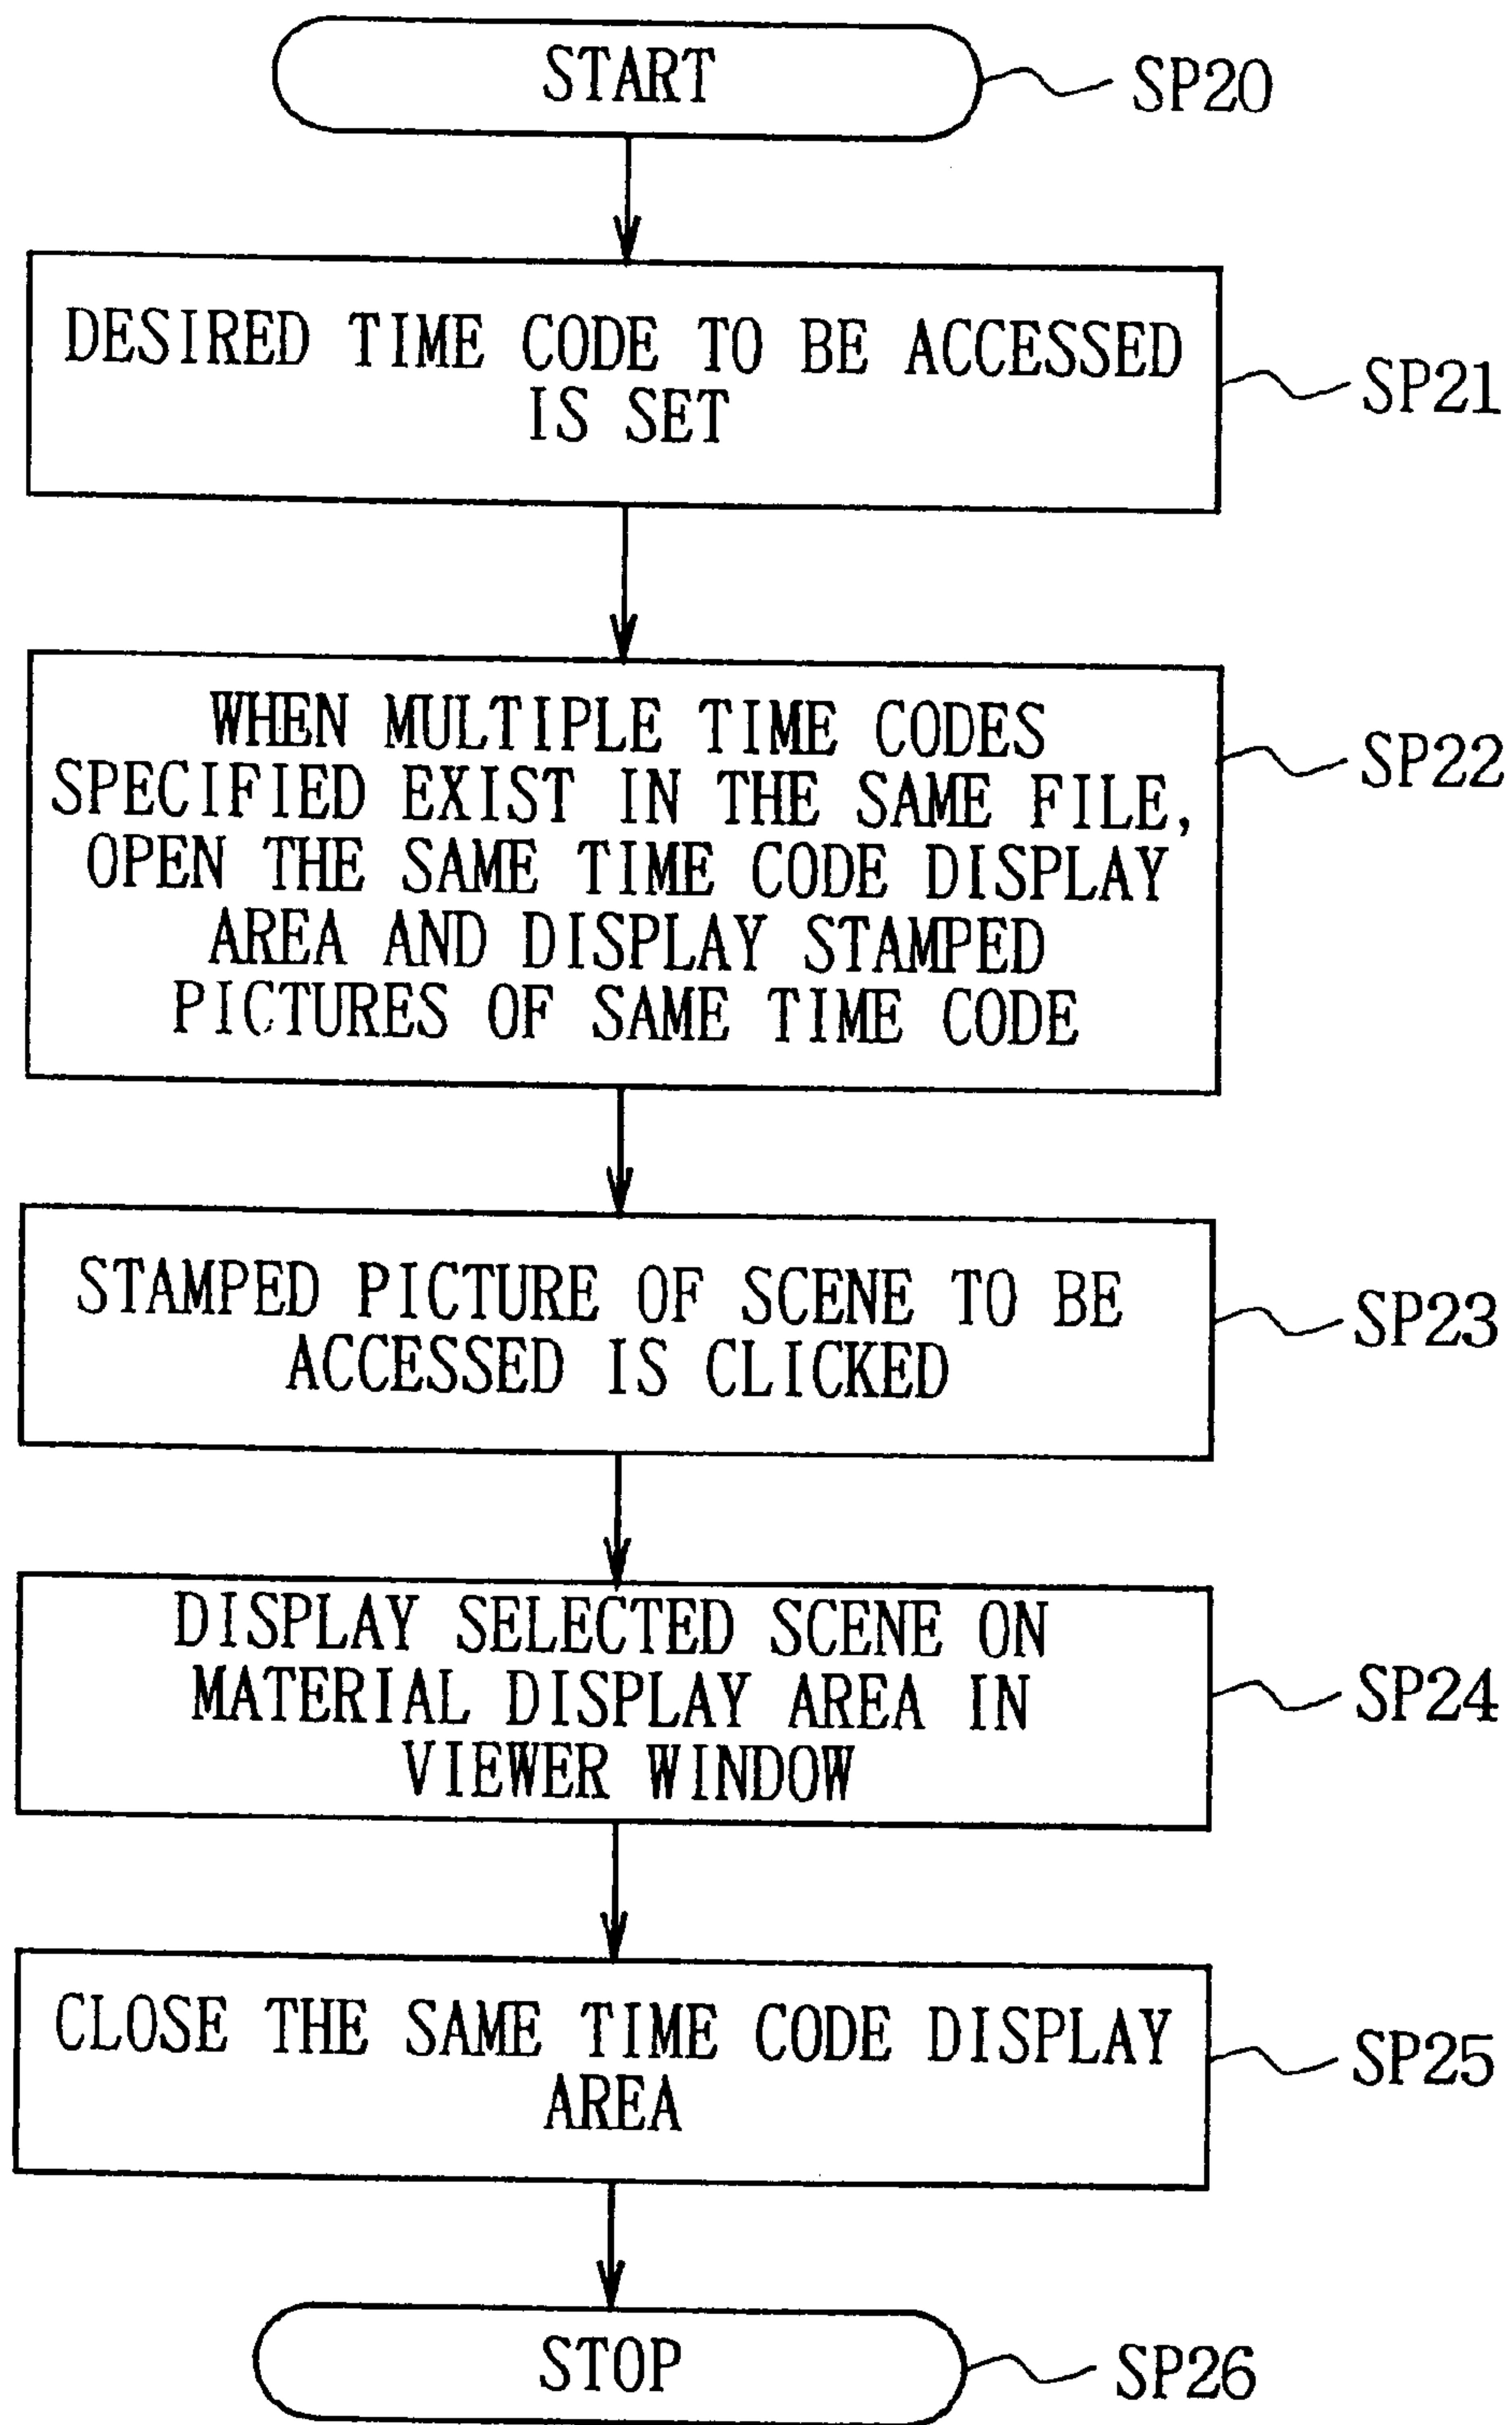 START
SP20
DESIRED TIME CODE TO BE ACCESSED
IS SET
SP21
WHEN MULTIPLE TIME CODES
SPECIFIED EXIST IN THE SAME FILE,
OPEN THE SAME TIME CODE DISPLAY
AREA AND DISPLAY STAMPED
PICTURES OF SAME TIME CODE
SP22
STAMPED PICTURE OF SCENE TO BE
ACCESSED IS CLICKED
SP23
DISPLAY SELECTED SCENE ON
MATERIAL DISPLAY AREA IN
VIEWER WINDOW
SP24
CLOSE THE SAME TIME CODE DISPLAY
AREA
SP25
STOP
SP26